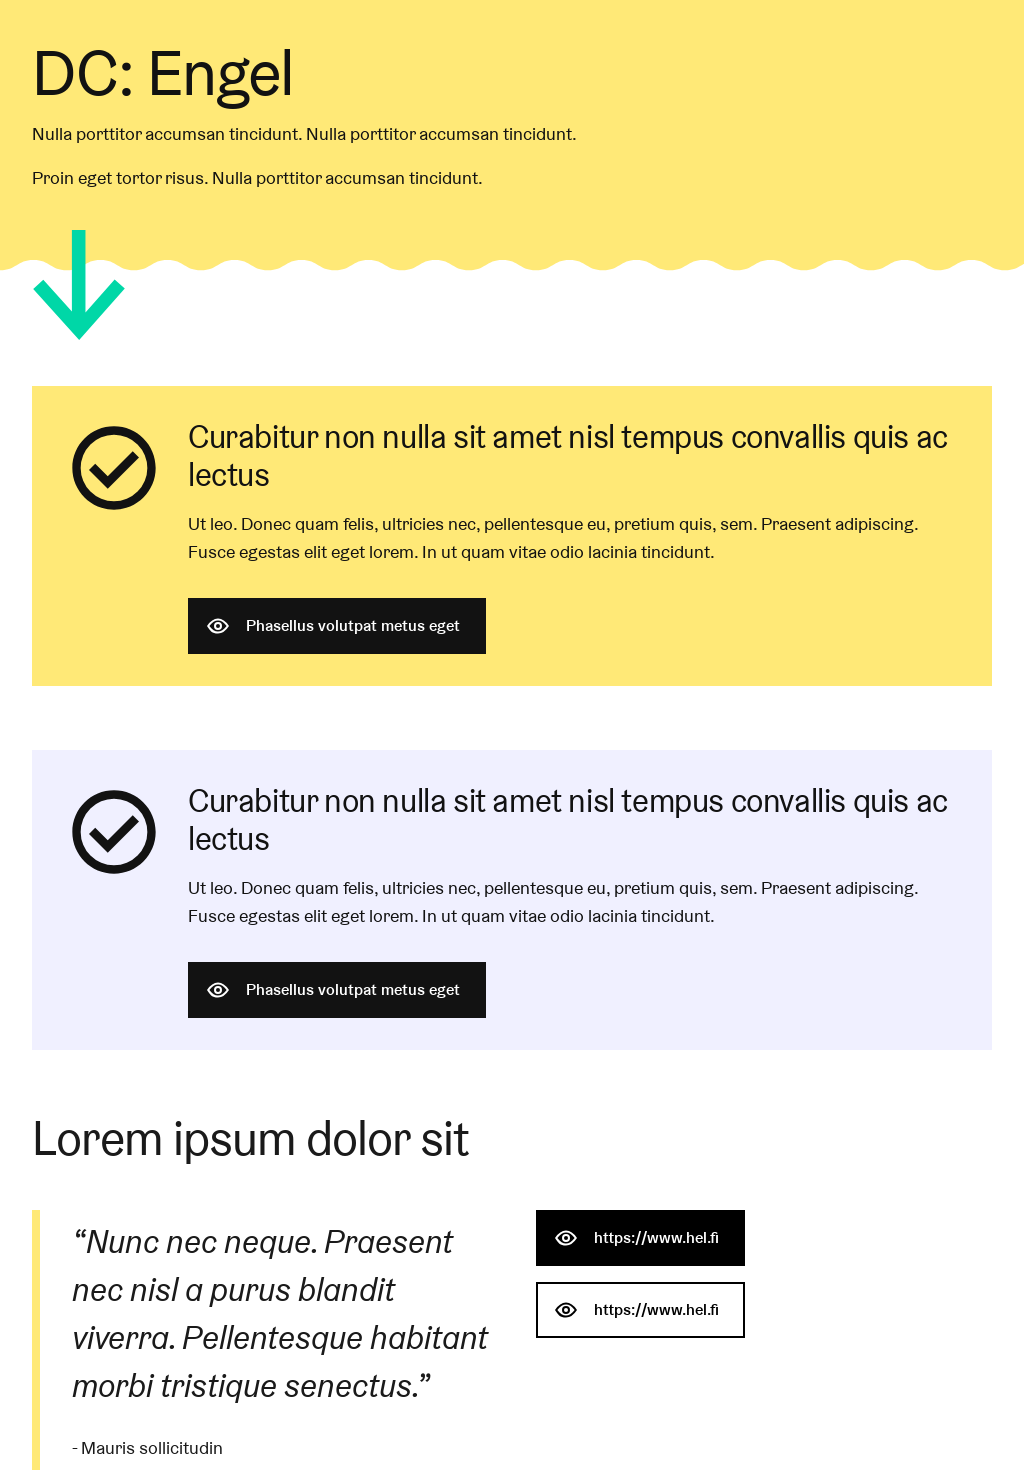 DC: Engel
Nulla porttitor accumsan tincidunt. Nulla porttitor accumsan tincidunt.
Proin eget tortor risus. Nulla porttitor accumsan tincidunt.
Curabitur non nulla sit amet nisl tempus convallis quis ac
lectus
Ut leo. Donec quam felis, ultricies nec, pellentesque eu, pretium quis, sem. Praesent adipiscing.
Fusce egestas elit eget lorem. In ut quam vitae odio lacinia tincidunt.
Phasellus volutpat metus eget
Curabitur non nulla sit amet nisl tempus convallis quis ac
lectus
Ut leo. Donec quam felis, ultricies nec, pellentesque eu, pretium quis, sem. Praesent adipiscing.
Fusce egestas elit eget lorem. In ut quam vitae odio lacinia tincidunt.
Phasellus volutpat metus eget
Lorem ipsum dolor sit
“Nunc nec neque. Praesent
nec nisl a purus blandit
viverra. Pellentesque habitant
morbi tristique senectus.”
- Mauris sollicitudin
https://www.hel.fi
https://www.hel.fi